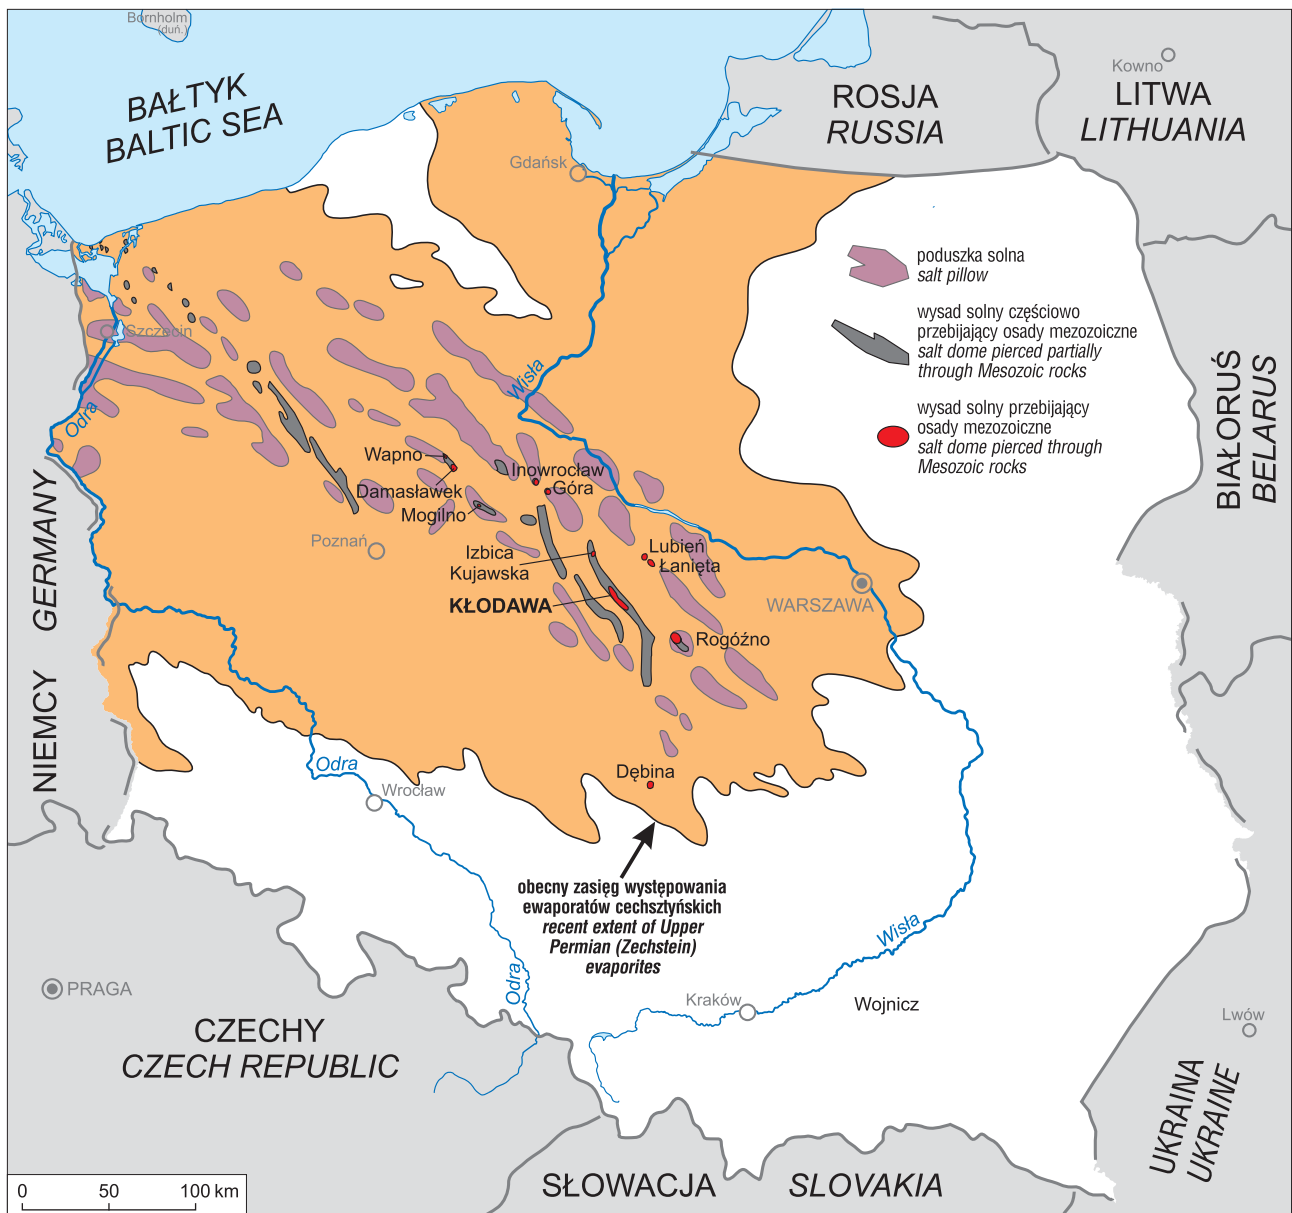 Bornholm
(duń.)
BAŁTYK
BALTIC SEA
ROSJA
RUSSIA
Kowno
LITWA
LITHUANIA
Gdańsk
poduszka solna
salt pillow
wysad solny częściowo
przebijający osady mezozoiczne
salt dome pierced partially
through Mesozoic rocks
wysad solny przebijający
osady mezozoiczne
salt dome pierced through
Mesozoic rocks
BIAŁORUŚ
BELARUS
Szczecin
Odra
Wisła
Wapno
Damasławek
Mogilno
Inowrocław
Góra
Poznań
Izbica
Kujawska
KŁODAWA
Lubień
Łanięta
WARSZAWA
Rogóźno
NIEMCY GERMANY
Odra
Wrocław
Dębina
obecny zasięg występowania
ewaporatów cechsztyńskich
recent extent of Upper
Permian (Zechstein)
evaporites
Wisła
Odra
PRAGA
Kraków
Wojnicz
Lwów
CZECHY
CZECH REPUBLIC
UKRAINA
UKRAINE
SŁOWACJA SLOVAKIA
0 50 100 km